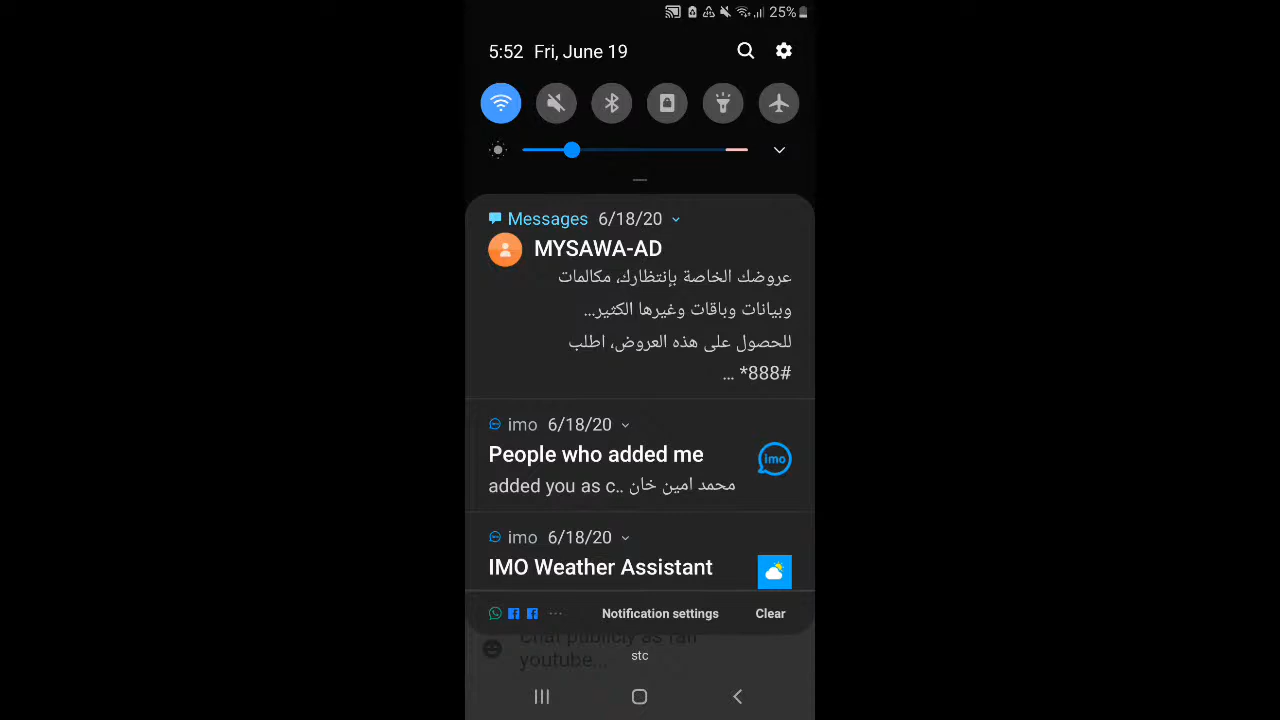 25%
5:52 Fri, June 19
Messages 6/18/20
MYSAWA-AD
عروضك الخاصة بإنتظارك، مكالمات
وبيانات وباقات وغيرها الكثير...
للحصول على هذه العروض، اطلب
*888# ...
imo 6/18/20
People who added me
imo
added you as c.. محمد امين خان
imo 6/18/20
IMO Weather Assistant
Notification settings Clear
Chat publicly as ran
youtube...
stc